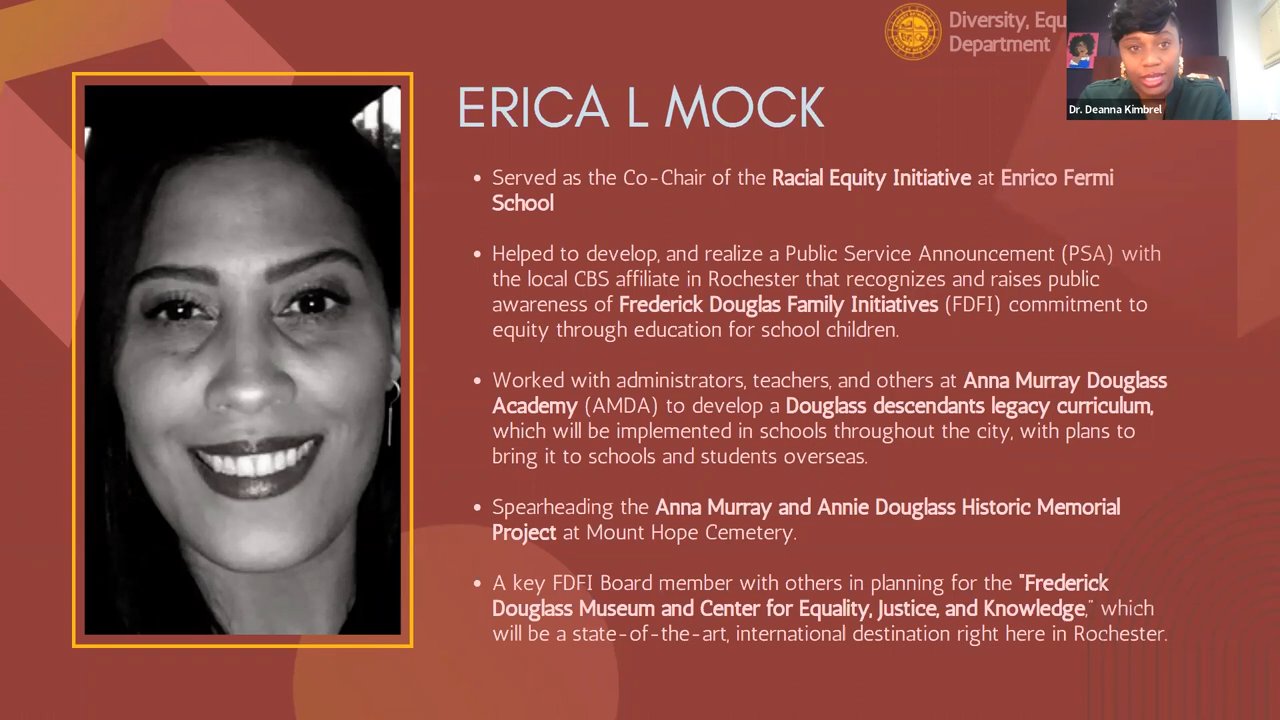 Diversity, Equ
Department
Dr. Deanna Kimbrel
ERICA L MOCK
• Served as the Co-Chair of the Racial Equity Initiative at Enrico Fermi
School
• Helped to develop, and realize a Public Service Announcement (PSA) with
the local CBS affiliate in Rochester that recognizes and raises public
awareness of Frederick Douglas Family Initiatives (FDFI) commitment to
equity through education for school children.
• Worked with administrators, teachers, and others at Anna Murray Douglass
Academy (AMDA) to develop a Douglass descendants legacy curriculum,
which will be implemented in schools throughout the city, with plans to
bring it to schools and students overseas.
• Spearheading the Anna Murray and Annie Douglass Historic Memorial
Project at Mount Hope Cemetery.
• A key FDFI Board member with others in planning for the "Frederick
Douglass Museum and Center for Equality, Justice, and Knowledge," which
will be a state-of-the-art, international destination right here in Rochester.